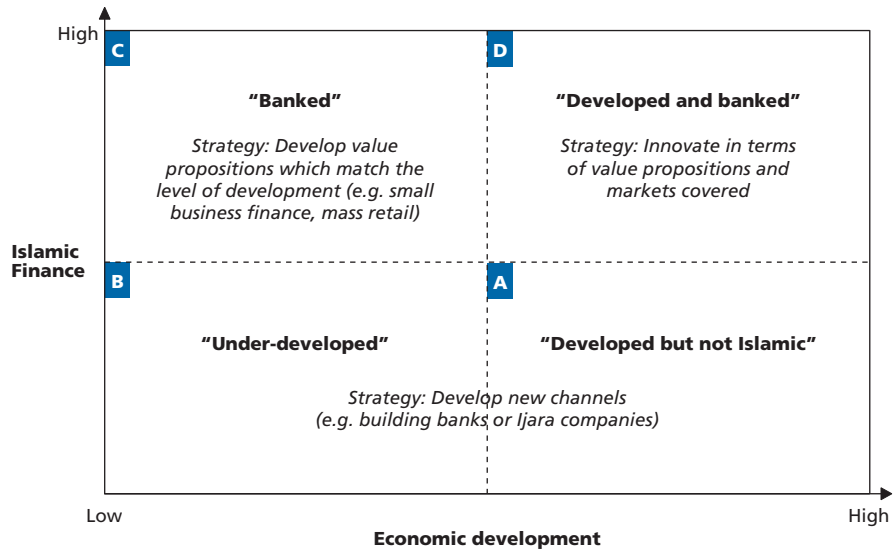 High
C
D
“Banked”
“Developed and banked”
Strategy: Develop value
propositions which match the
level of development (e.g. small
business finance, mass retail)
Strategy: Innovate in terms
of value propositions and
markets covered
Islamic
Finance
B
A
“Under-developed”
“Developed but not Islamic”
Strategy: Develop new channels
(e.g. building banks or Ijara companies)
Low
High
Economic development